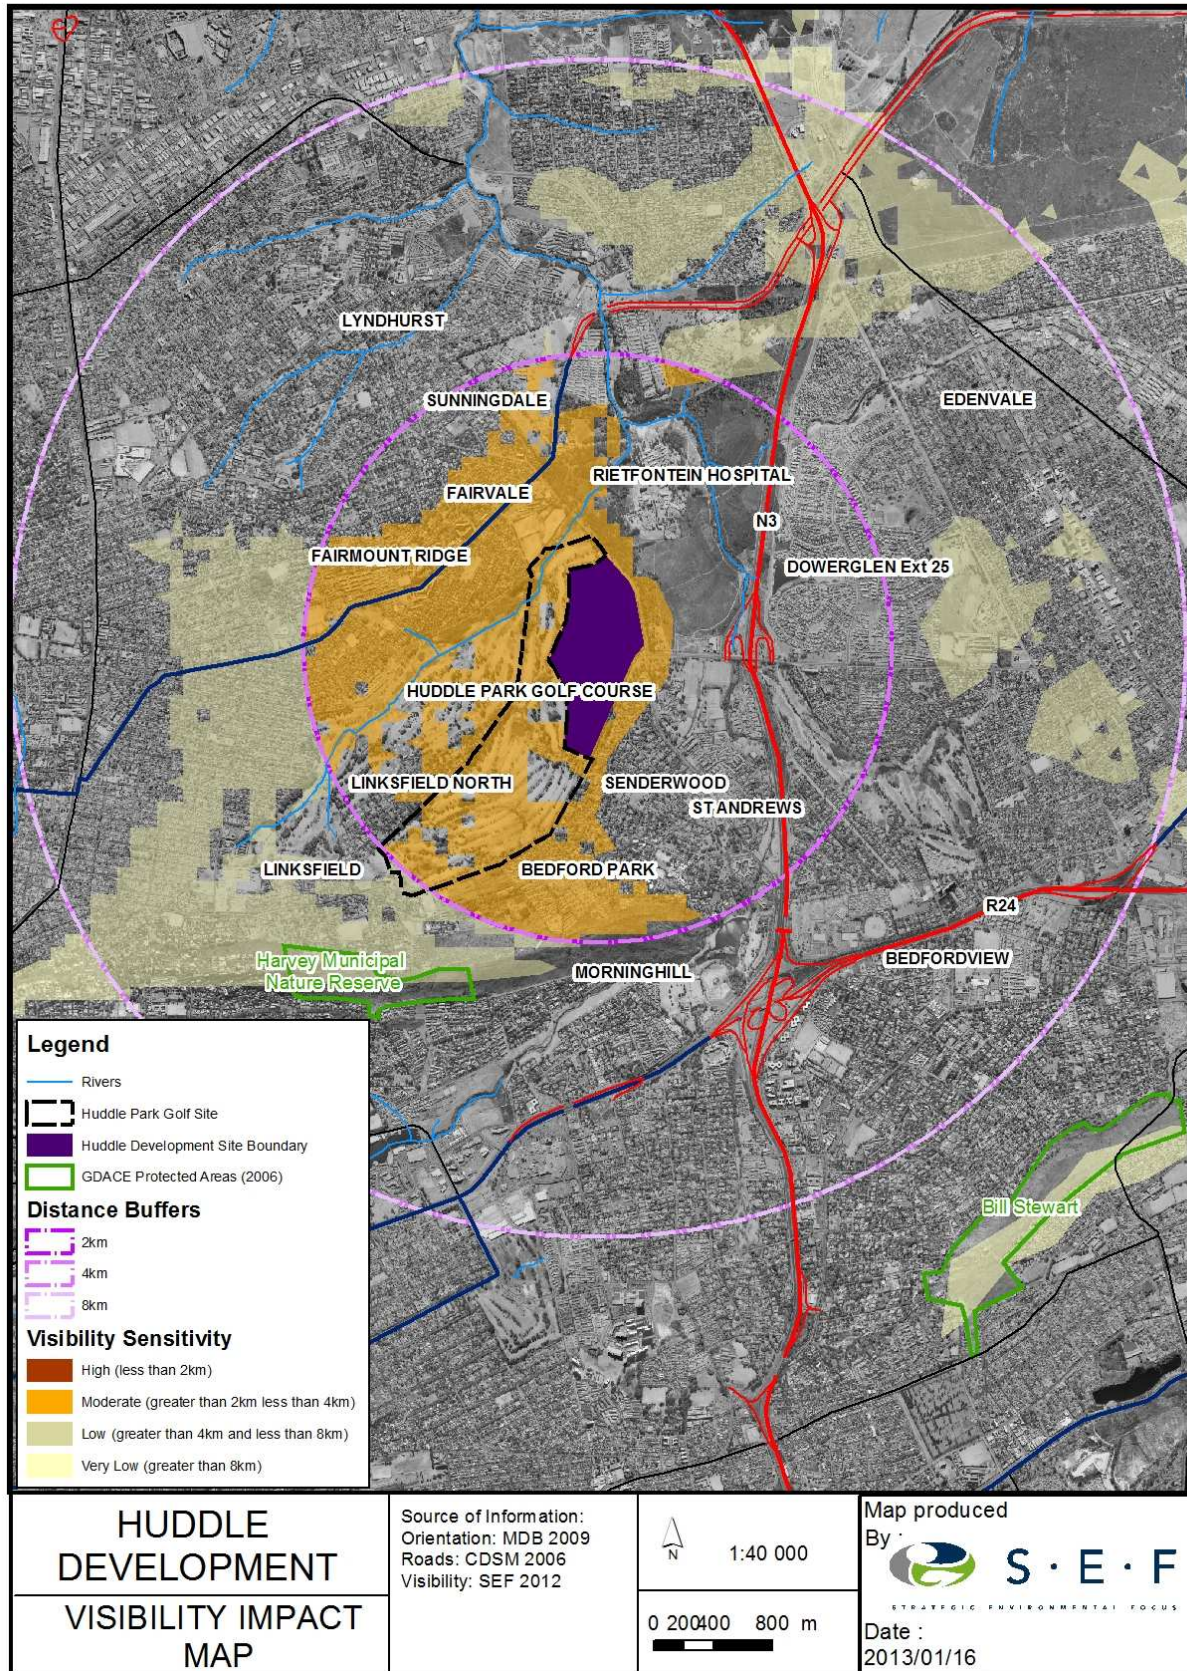 LYNDHURST
SUNNINGDALE
EDENVALE
RIETFONTEIN HOSPITAL
FAIRVALE
N3
FAIRMOUNT RIDGE
DOWERGLEN Ext 25
HUDDLE PARK GOLF COURSE
LINKSFIELD NORTH
SENDERWOOD
ST ANDREWS
LINKSFIELD
BEDFORD PARK
R24
Harvey Municipal
Nature Reserve
MORNINGHILL
BEDFORDVIEW
Bill Stewart
Legend
Rivers
Huddle Park Golf Site
Huddle Development Site Boundary
GDACE Protected Areas (2006)
Distance Buffers
2km
4km
8km
Visibility Sensitivity
High (less than 2km)
Moderate (greater than 2km less than 4km)
Low (greater than 4km and less than 8km)
Very Low (greater than 8km)
HUDDLE
DEVELOPMENT
VISIBILITY IMPACT
MAP
Source of Information:
Orientation: MDB 2009
Roads: CDSM 2006
Visibility: SEF 2012
N
1:40 000
0 200400 800 m
Map produced
By :
S·E·F
STRATEGIC ENVIRONMENTAL FOCUS
Date :
2013/01/16